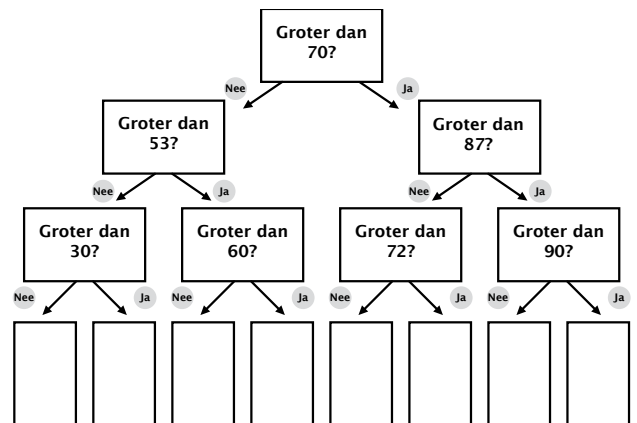 Groter dan
70?
Nee
Ja
Groter dan
53?
Groter dan
87?
Nee
Ja
Nee
Ja
Groter dan
30?
Groter dan
60?
Groter dan
72?
Groter dan
90?
Nee
Ja
Nee
Ja
Nee
Ja
Nee
Ja